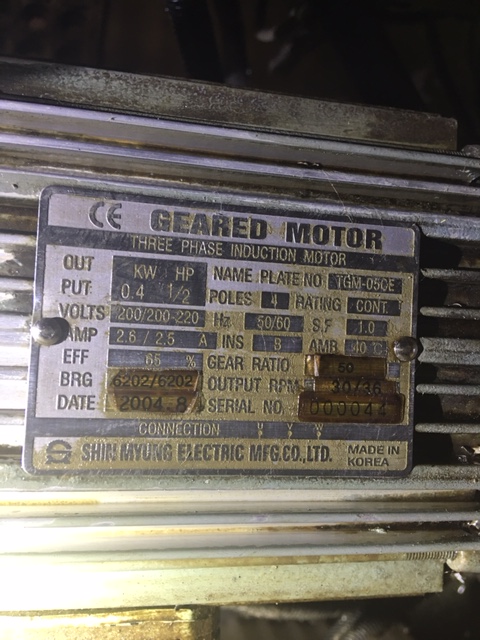 CE GEARED MOTOR
THREE PHASE INDUCTION MOTOR
OUT PUT KW HP 0.4 1/2 NAME PLATE NO TGM-05CE
POLES 4 RATING CONT.
VOLTS 200/200-220 Hz 50/60 S.F 1.0
AMP 2.6 / 2.5 A INS B AMB 40 °C
EFF 65 % GEAR RATIO 50
BRG 6202/6202 OUTPUT RPM 30/36
DATE 2004.8 SERIAL NO. 000044
CONNECTION U V W
SHIN MYUNG ELECTRIC MFG.CO.,LTD. MADE IN KOREA